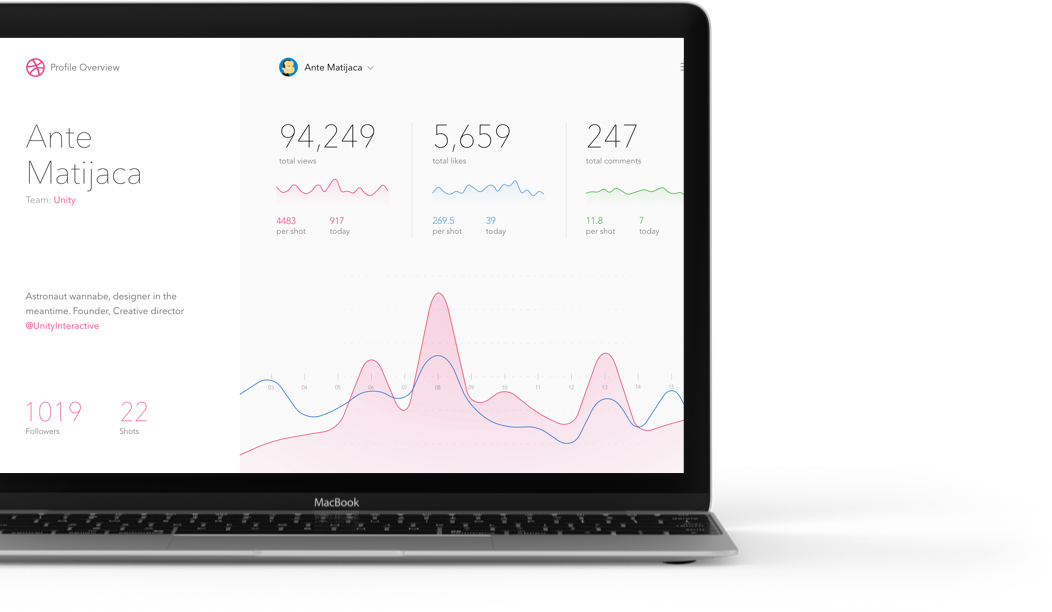 Profile Overview
Ante Matijaca
Ante
Matijaca
Team: Unity
94,249
total views
5,659
total likes
247
total comments
4483
per shot
917
today
269.5
per shot
39
today
11.8
per shot
7
today
Astronaut wannabe, designer in the
meantime. Founder, Creative director
@UnityInteractive
03 04 05 06 07 08 09 10 11 12 13 14 15
1019
Followers
22
Shots
MacBook